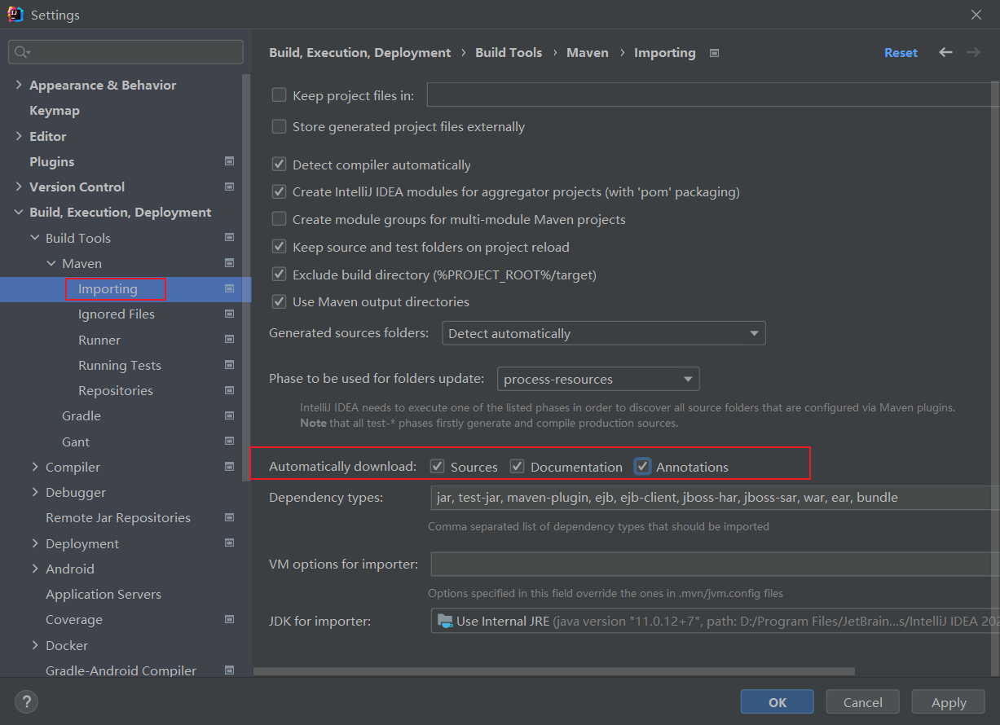 Settings
Appearance & Behavior
Keymap
Editor
Plugins
Version Control
Build, Execution, Deployment
Build Tools
Maven
Importing
Ignored Files
Runner
Running Tests
Repositories
Gradle
Gant
Compiler
Debugger
Remote Jar Repositories
Deployment
Android
Application Servers
Coverage
Docker
Gradle-Android Compiler
Build, Execution, Deployment › Build Tools › Maven › Importing
Reset
Keep project files in:
Store generated project files externally
Detect compiler automatically
Create IntelliJ IDEA modules for aggregator projects (with 'pom' packaging)
Create module groups for multi-module Maven projects
Keep source and test folders on project reload
Exclude build directory (%PROJECT_ROOT%/target)
Use Maven output directories
Generated sources folders: Detect automatically
Phase to be used for folders update: process-resources
IntelliJ IDEA needs to execute one of the listed phases in order to discover all source folders that are configured via Maven plugins.
Note that all test-* phases firstly generate and compile production sources.
Automatically download: Sources Documentation Annotations
Dependency types: jar, test-jar, maven-plugin, ejb, ejb-client, jboss-har, jboss-sar, war, ear, bundle
Comma separated list of dependency types that should be imported
VM options for importer:
Options specified in this field override the ones in .mvn/jvm.config files
JDK for importer: Use Internal JRE (java version "11.0.12+7", path: D:/Program Files/JetBrain...s/IntelliJ IDEA 202
? OK Cancel Apply